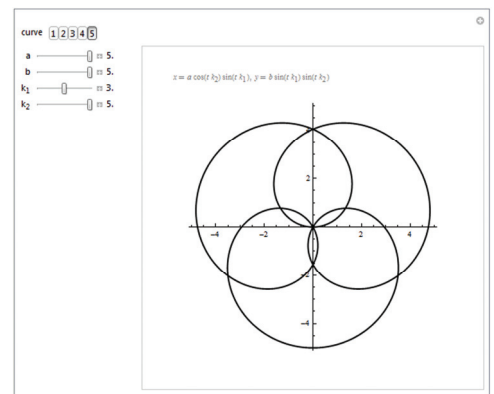 curve 1 2 3 4 5
a 5.
b 5.
k1 3.
k2 5.
x = a cos(t k2) sin(t k1), y = b sin(t k1) sin(t k2)
4
2
-4 -2 2 4
-2
-4